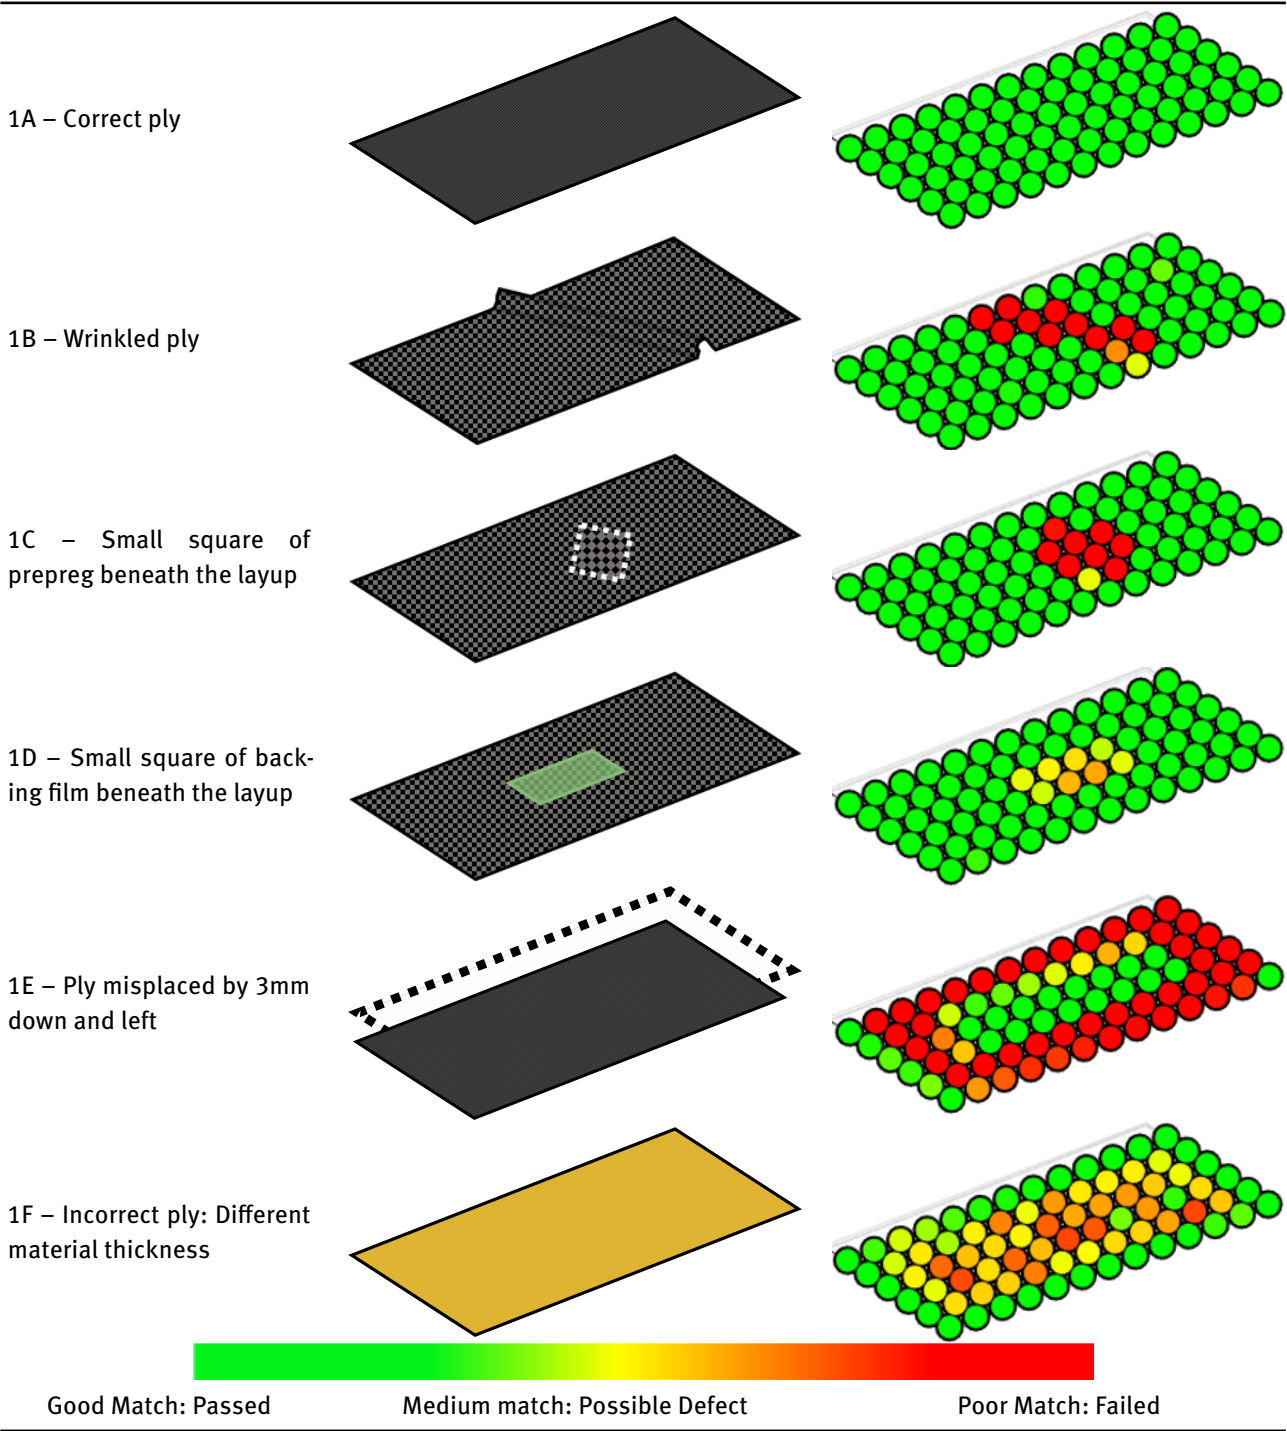 1A – Correct ply
1B – Wrinkled ply
1C – Small square of
prepreg beneath the layup
1D – Small square of back-
ing film beneath the layup
1E – Ply misplaced by 3mm
down and left
1F – Incorrect ply: Different
material thickness
Good Match: Passed
Medium match: Possible Defect
Poor Match: Failed